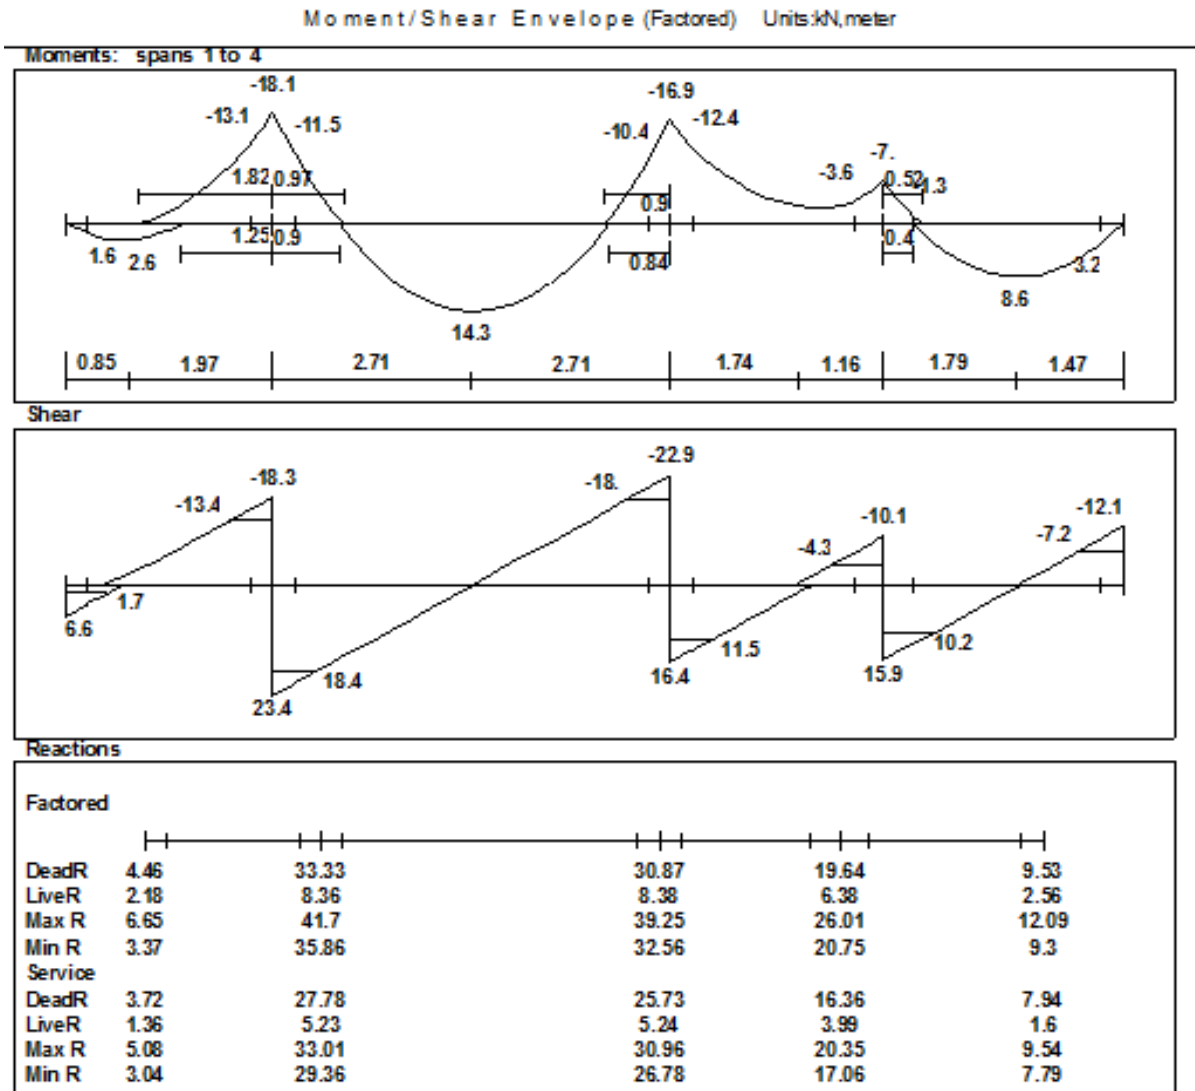 Moment/Shear Envelope (Factored) Units:kN,meter
Moments: spans 1 to 4
-18.1
-16.9
-13.1 -11.5
-10.4 -12.4
-7.
-3.6
1.82 0.97
0.52 -1.3
0.9
1.25 0.9
0.4
1.6 2.6
0.84
3.2
8.6
14.3
0.85 1.97 2.71 2.71 1.74 1.16 1.79 1.47
Shear
-22.9
-18.3
-18.
-13.4
-12.1
-10.1
-7.2
-4.3
1.7
6.6
11.5
10.2
18.4
16.4
15.9
23.4
Reactions
Factored
DeadR 4.46 33.33 30.87 19.64 9.53
LiveR 2.18 8.36 8.38 6.38 2.56
Max R 6.65 41.7 39.25 26.01 12.09
Min R 3.37 35.86 32.56 20.75 9.3
Service
DeadR 3.72 27.78 25.73 16.36 7.94
LiveR 1.36 5.23 5.24 3.99 1.6
Max R 5.08 33.01 30.96 20.35 9.54
Min R 3.04 29.36 26.78 17.06 7.79